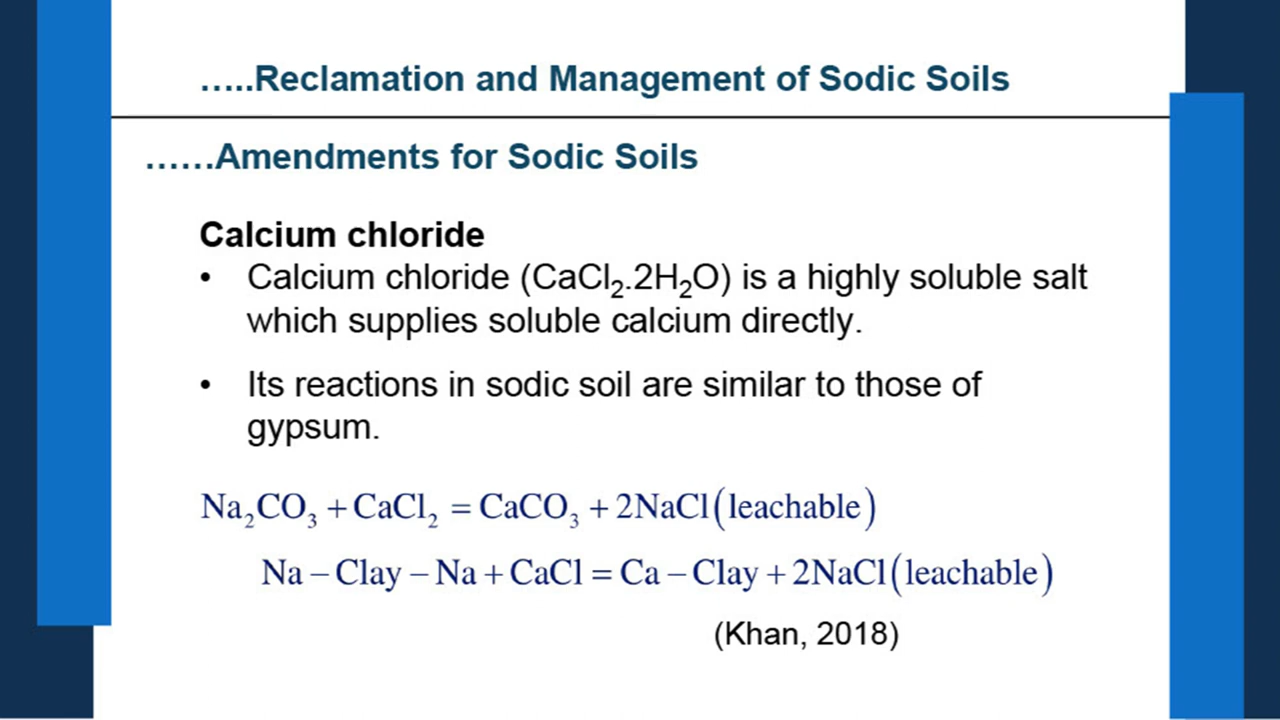 .....Reclamation and Management of Sodic Soils
......Amendments for Sodic Soils
Calcium chloride
• Calcium chloride (CaCl₂.2H₂O) is a highly soluble salt
which supplies soluble calcium directly.
• Its reactions in sodic soil are similar to those of
gypsum.
Na₂CO₃ + CaCl₂ = CaCO₃ + 2NaCl(leachable)
Na – Clay – Na + CaCl = Ca – Clay + 2NaCl(leachable)
(Khan, 2018)